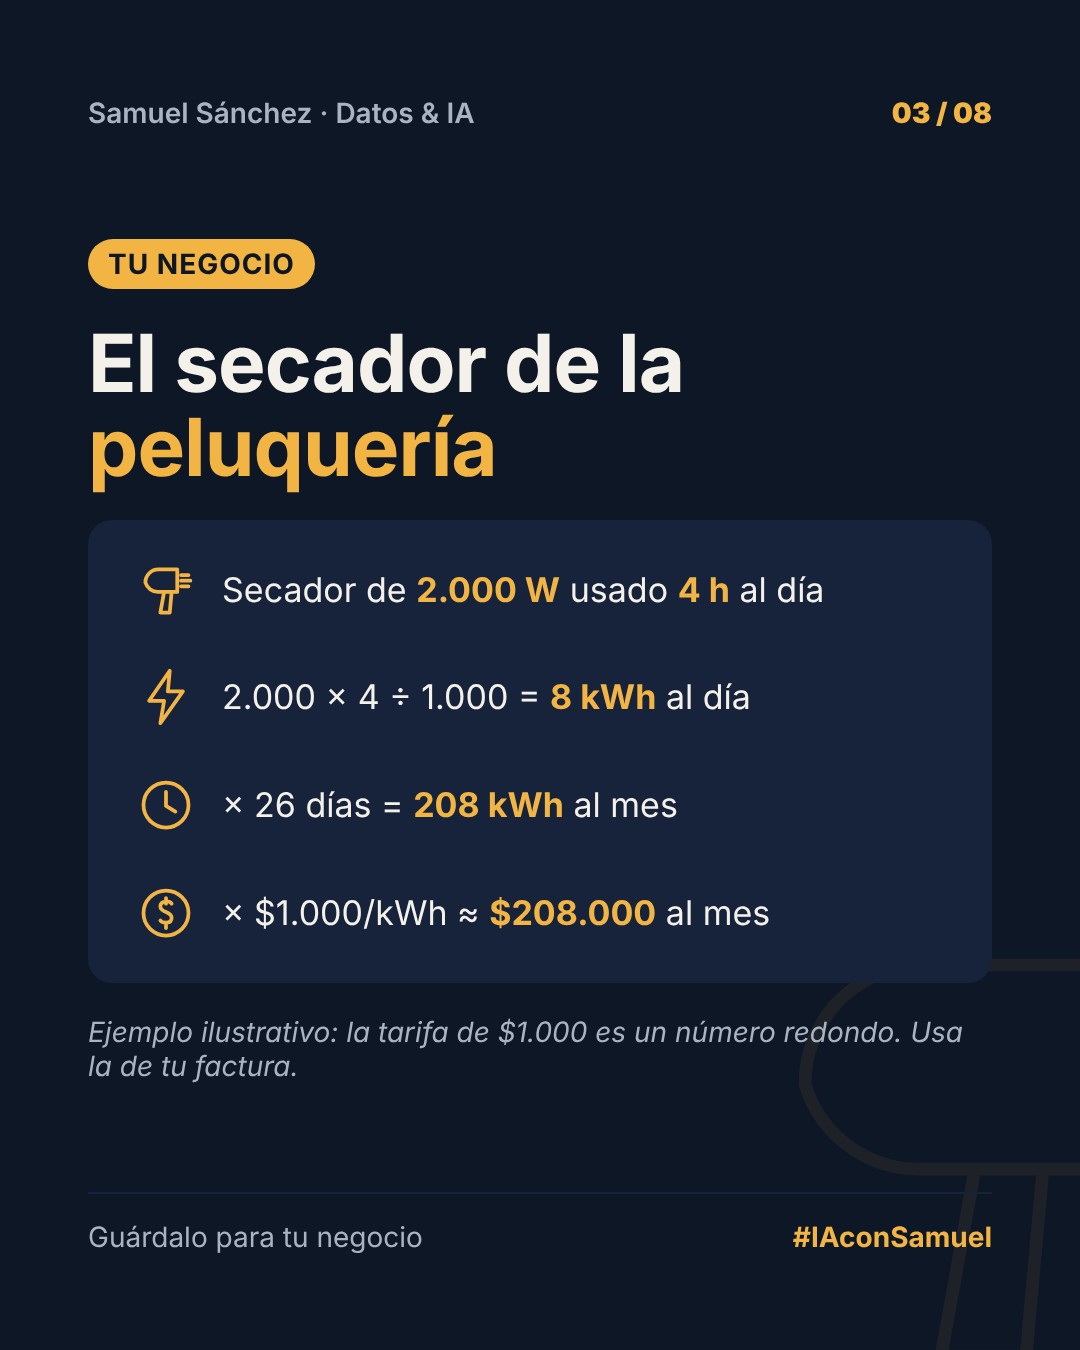 Samuel Sánchez · Datos & IA
03 / 08
TU NEGOCIO
El secador de la
peluquería
Secador de 2.000 W usado 4 h al día
2.000 × 4 ÷ 1.000 = 8 kWh al día
× 26 días = 208 kWh al mes
× $1.000/kWh ≈ $208.000 al mes
Ejemplo ilustrativo: la tarifa de $1.000 es un número redondo. Usa
la de tu factura.
Guárdalo para tu negocio
#IAconSamuel